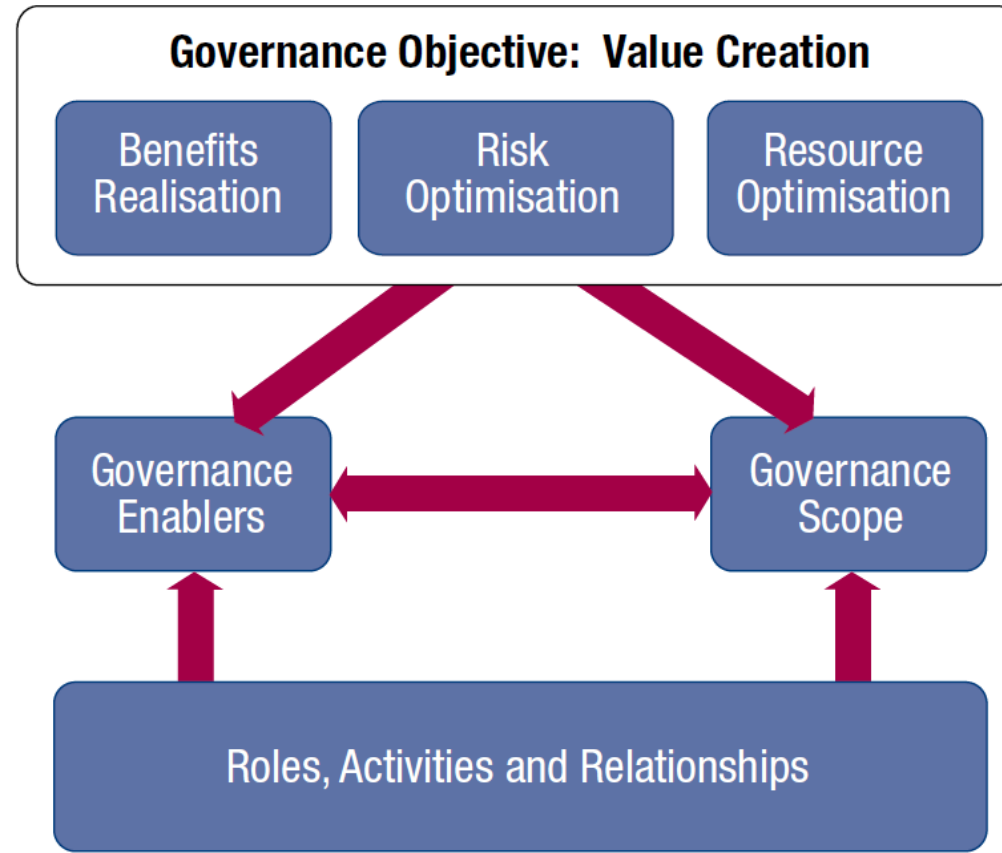 Governance Objective:  Value Creation
Benefits
Realisation
Risk
Optimisation
Resource
Optimisation
Governance
Enablers
Governance
Scope
Roles, Activities and Relationships